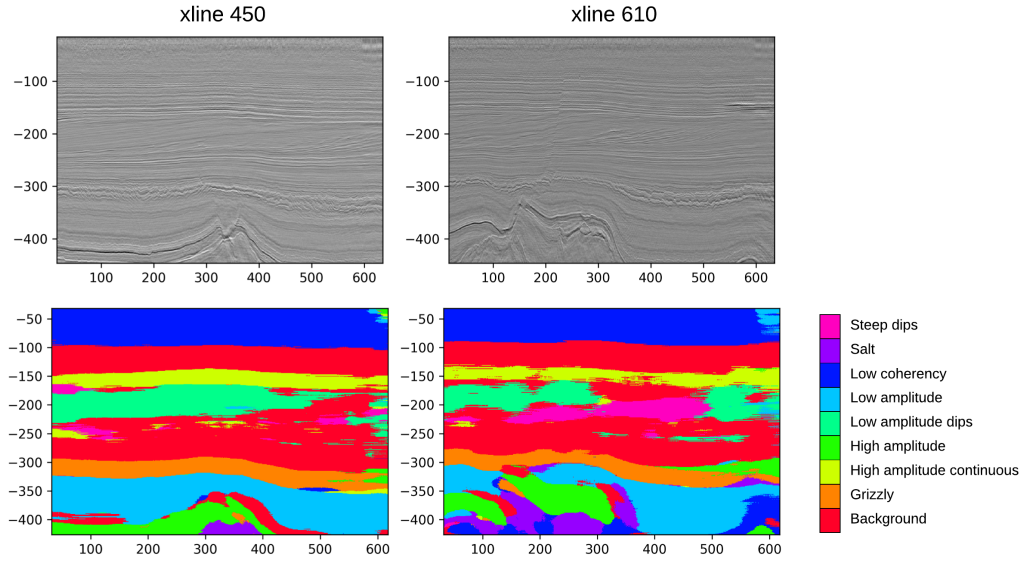 xline 450
xline 610
−100
−200
−300
−400
100 200 300 400 500 600
−100
−200
−300
−400
100 200 300 400 500 600
−50
−100
−150
−200
−250
−300
−350
−400
100 200 300 400 500 600
−50
−100
−150
−200
−250
−300
−350
−400
100 200 300 400 500 600
Steep dips
Salt
Low coherency
Low amplitude
Low amplitude dips
High amplitude
High amplitude continuous
Grizzly
Background